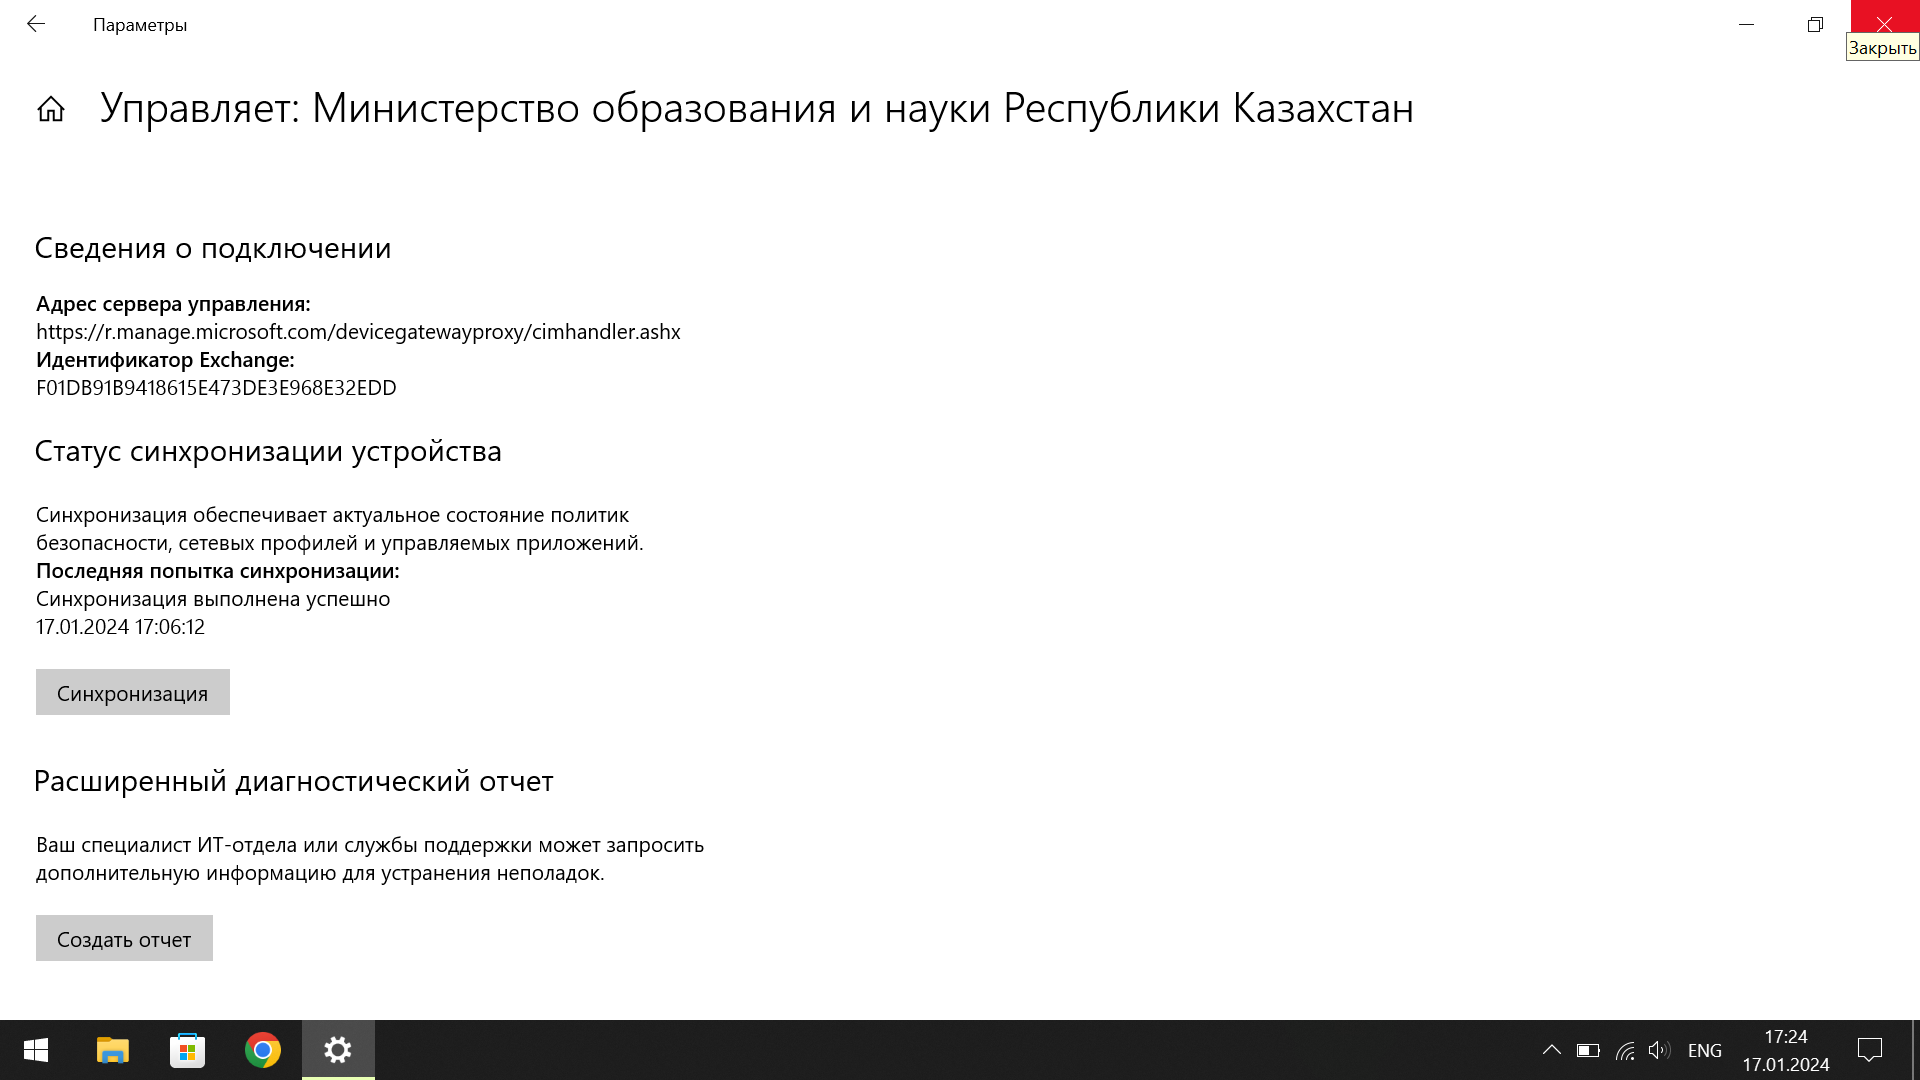 Параметры
Закрыть
Управляет: Министерство образования и науки Республики Казахстан
Сведения о подключении
Адрес сервера управления:
https://r.manage.microsoft.com/devicegatewayproxy/cimhandler.ashx
Идентификатор Exchange:
F01DB91B9418615E473DE3E968E32EDD
Статус синхронизации устройства
Синхронизация обеспечивает актуальное состояние политик
безопасности, сетевых профилей и управляемых приложений.
Последняя попытка синхронизации:
Синхронизация выполнена успешно
17.01.2024 17:06:12
Синхронизация
Расширенный диагностический отчет
Ваш специалист ИТ-отдела или службы поддержки может запросить
дополнительную информацию для устранения неполадок.
Создать отчет
ENG
17:24
17.01.2024